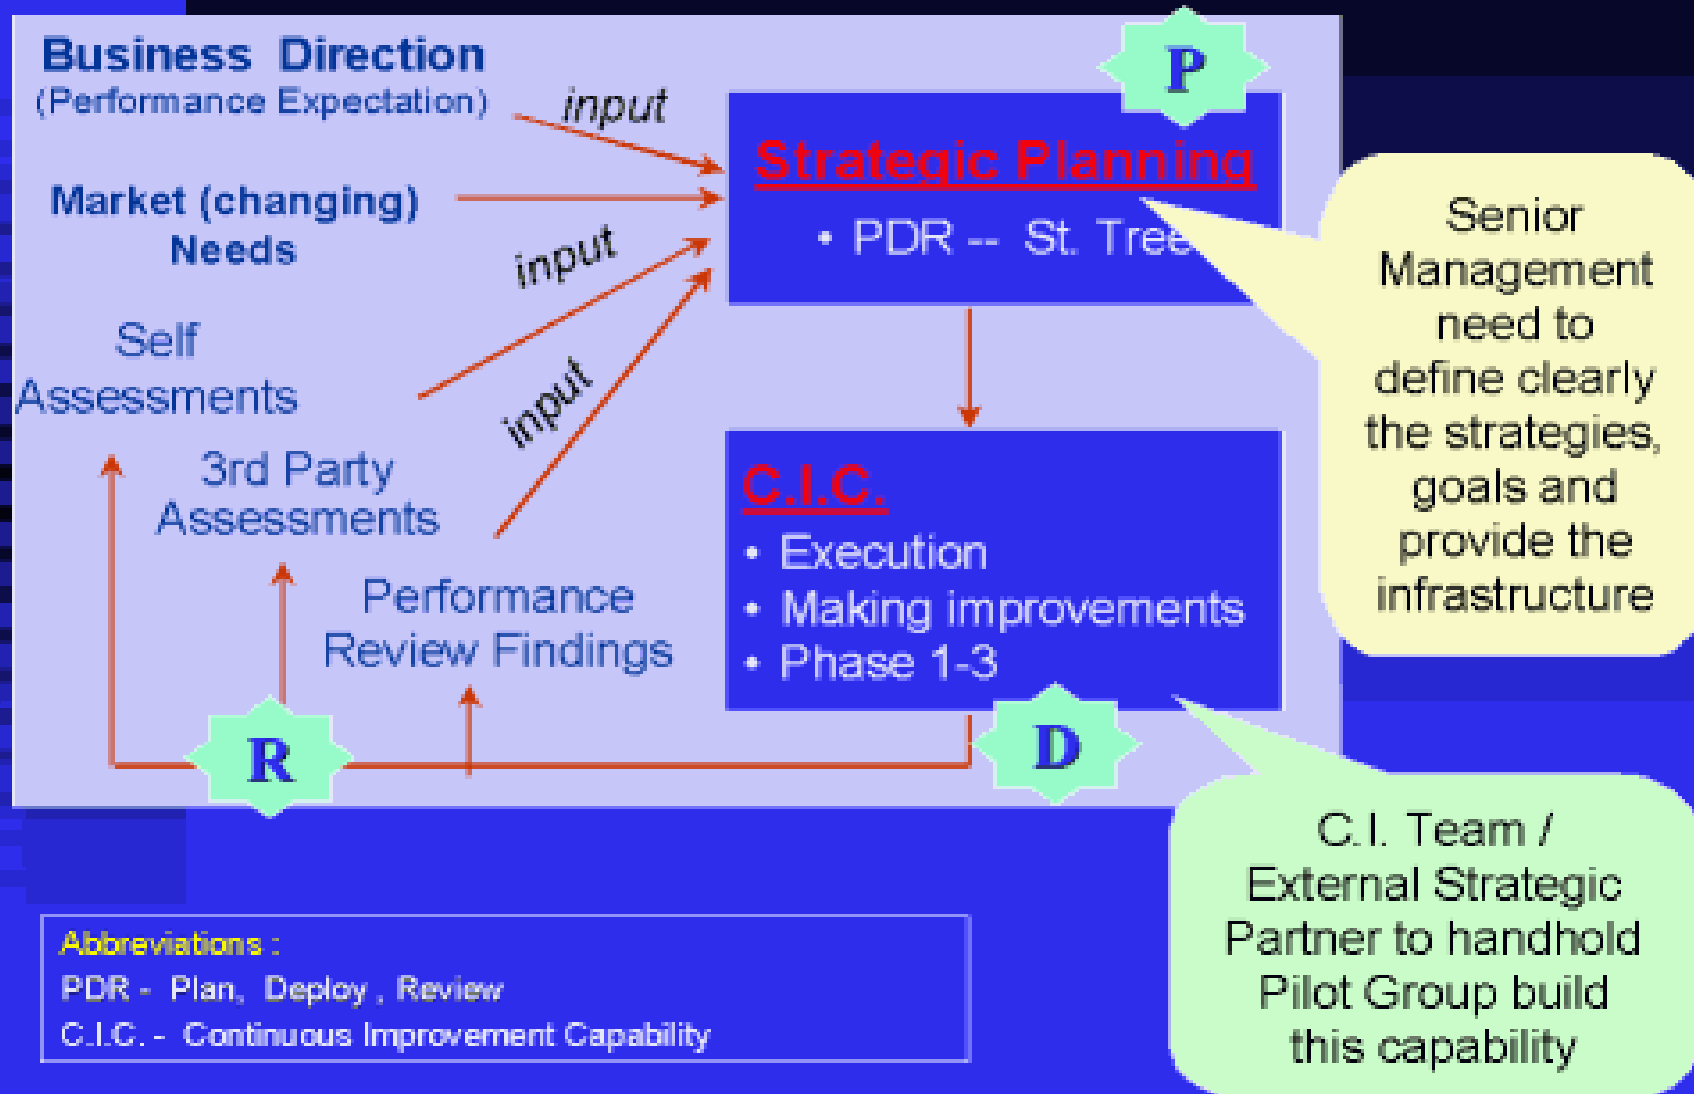 Business Direction
(Performance Expectation)
input
P
Strategic Planning
• PDR -- St. Tree
Market (changing)
Needs
input
Self
Assessments
input
3rd Party
Assessments
Performance
Review Findings
C.I.C.
• Execution
• Making improvements
• Phase 1-3
R
D
Senior
Management
need to
define clearly
the strategies,
goals and
provide the
infrastructure
C.I. Team /
External Strategic
Partner to handhold
Pilot Group build
this capability
Abbreviations :
PDR - Plan, Deploy , Review
C.I.C. - Continuous Improvement Capability